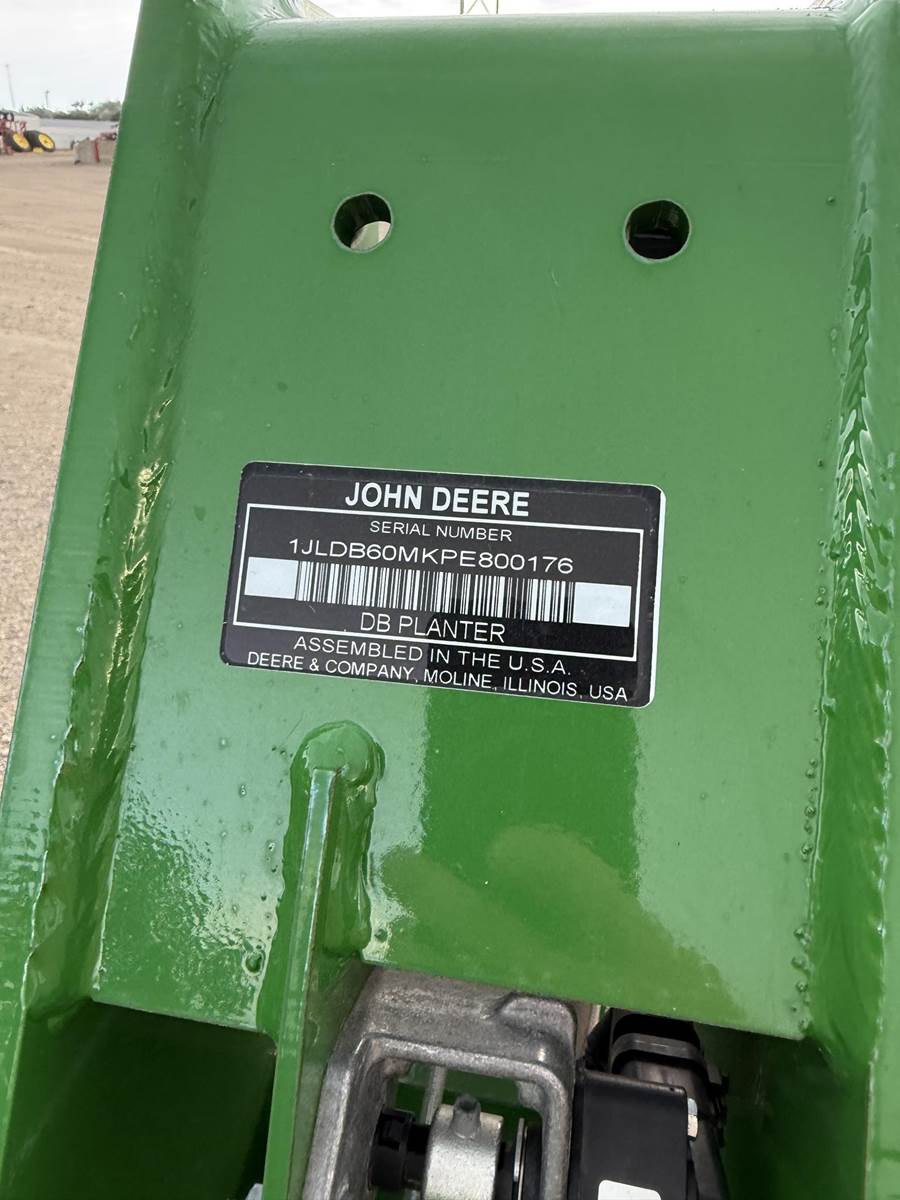 JOHN DEERE
SERIAL NUMBER
1JLDB60MKPE800176
DB PLANTER
ASSEMBLED IN THE U.S.A.
DEERE & COMPANY, MOLINE, ILLINOIS, USA